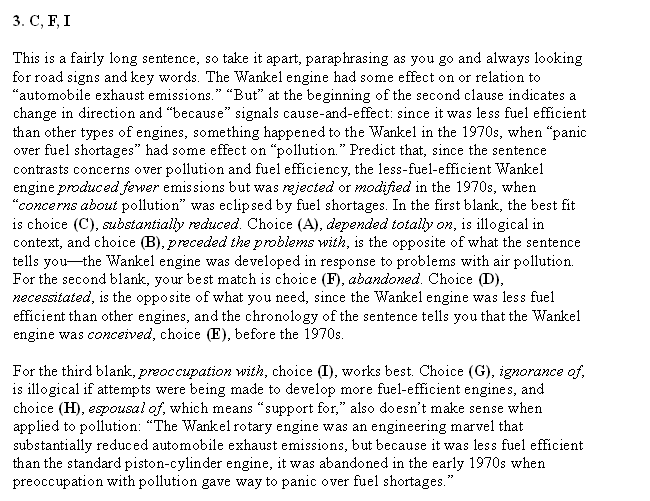 3. C, F, I
This is a fairly long sentence, so take it apart, paraphrasing as you go and always looking
for road signs and key words. The Wankel engine had some effect on or relation to
“automobile exhaust emissions.” “But” at the beginning of the second clause indicates a
change in direction and “because” signals cause-and-effect: since it was less fuel efficient
than other types of engines, something happened to the Wankel in the 1970s, when “panic
over fuel shortages” had some effect on “pollution.” Predict that, since the sentence
contrasts concerns over pollution and fuel efficiency, the less-fuel-efficient Wankel
engine produced fewer emissions but was rejected or modified in the 1970s, when
“concerns about pollution” was eclipsed by fuel shortages. In the first blank, the best fit
is choice (C), substantially reduced. Choice (A), depended totally on, is illogical in
context, and choice (B), preceded the problems with, is the opposite of what the sentence
tells you—the Wankel engine was developed in response to problems with air pollution.
For the second blank, your best match is choice (F), abandoned. Choice (D),
necessitated, is the opposite of what you need, since the Wankel engine was less fuel
efficient than other engines, and the chronology of the sentence tells you that the Wankel
engine was conceived, choice (E), before the 1970s.
For the third blank, preoccupation with, choice (I), works best. Choice (G), ignorance of,
is illogical if attempts were being made to develop more fuel-efficient engines, and
choice (H), espousal of, which means “support for,” also doesn’t make sense when
applied to pollution: “The Wankel rotary engine was an engineering marvel that
substantially reduced automobile exhaust emissions, but because it was less fuel efficient
than the standard piston-cylinder engine, it was abandoned in the early 1970s when
preoccupation with pollution gave way to panic over fuel shortages.”